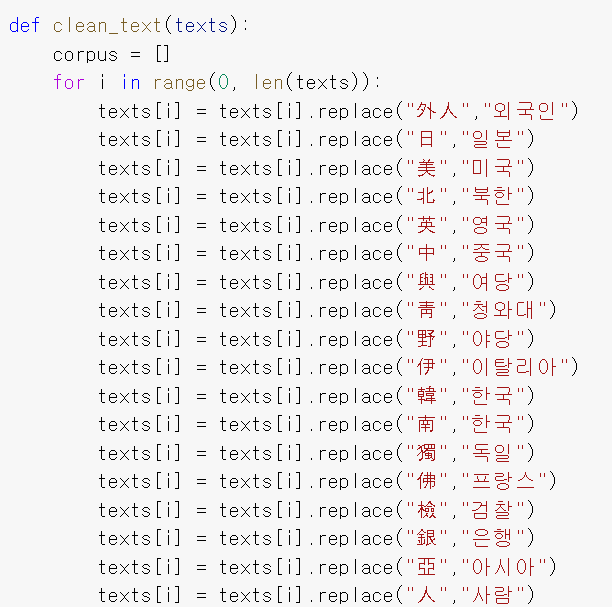 def clean_text(texts):
    corpus = []
    for i in range(0, len(texts)):
        texts[i] = texts[i].replace("外人","외국인")
        texts[i] = texts[i].replace("日","일본")
        texts[i] = texts[i].replace("美","미국")
        texts[i] = texts[i].replace("北","북한")
        texts[i] = texts[i].replace("英","영국")
        texts[i] = texts[i].replace("中","중국")
        texts[i] = texts[i].replace("與","여당")
        texts[i] = texts[i].replace("靑","청와대")
        texts[i] = texts[i].replace("野","야당")
        texts[i] = texts[i].replace("伊","이탈리아")
        texts[i] = texts[i].replace("韓","한국")
        texts[i] = texts[i].replace("南","한국")
        texts[i] = texts[i].replace("獨","독일")
        texts[i] = texts[i].replace("佛","프랑스")
        texts[i] = texts[i].replace("檢","검찰")
        texts[i] = texts[i].replace("銀","은행")
        texts[i] = texts[i].replace("亞","아시아")
        texts[i] = texts[i].replace("人","사람")